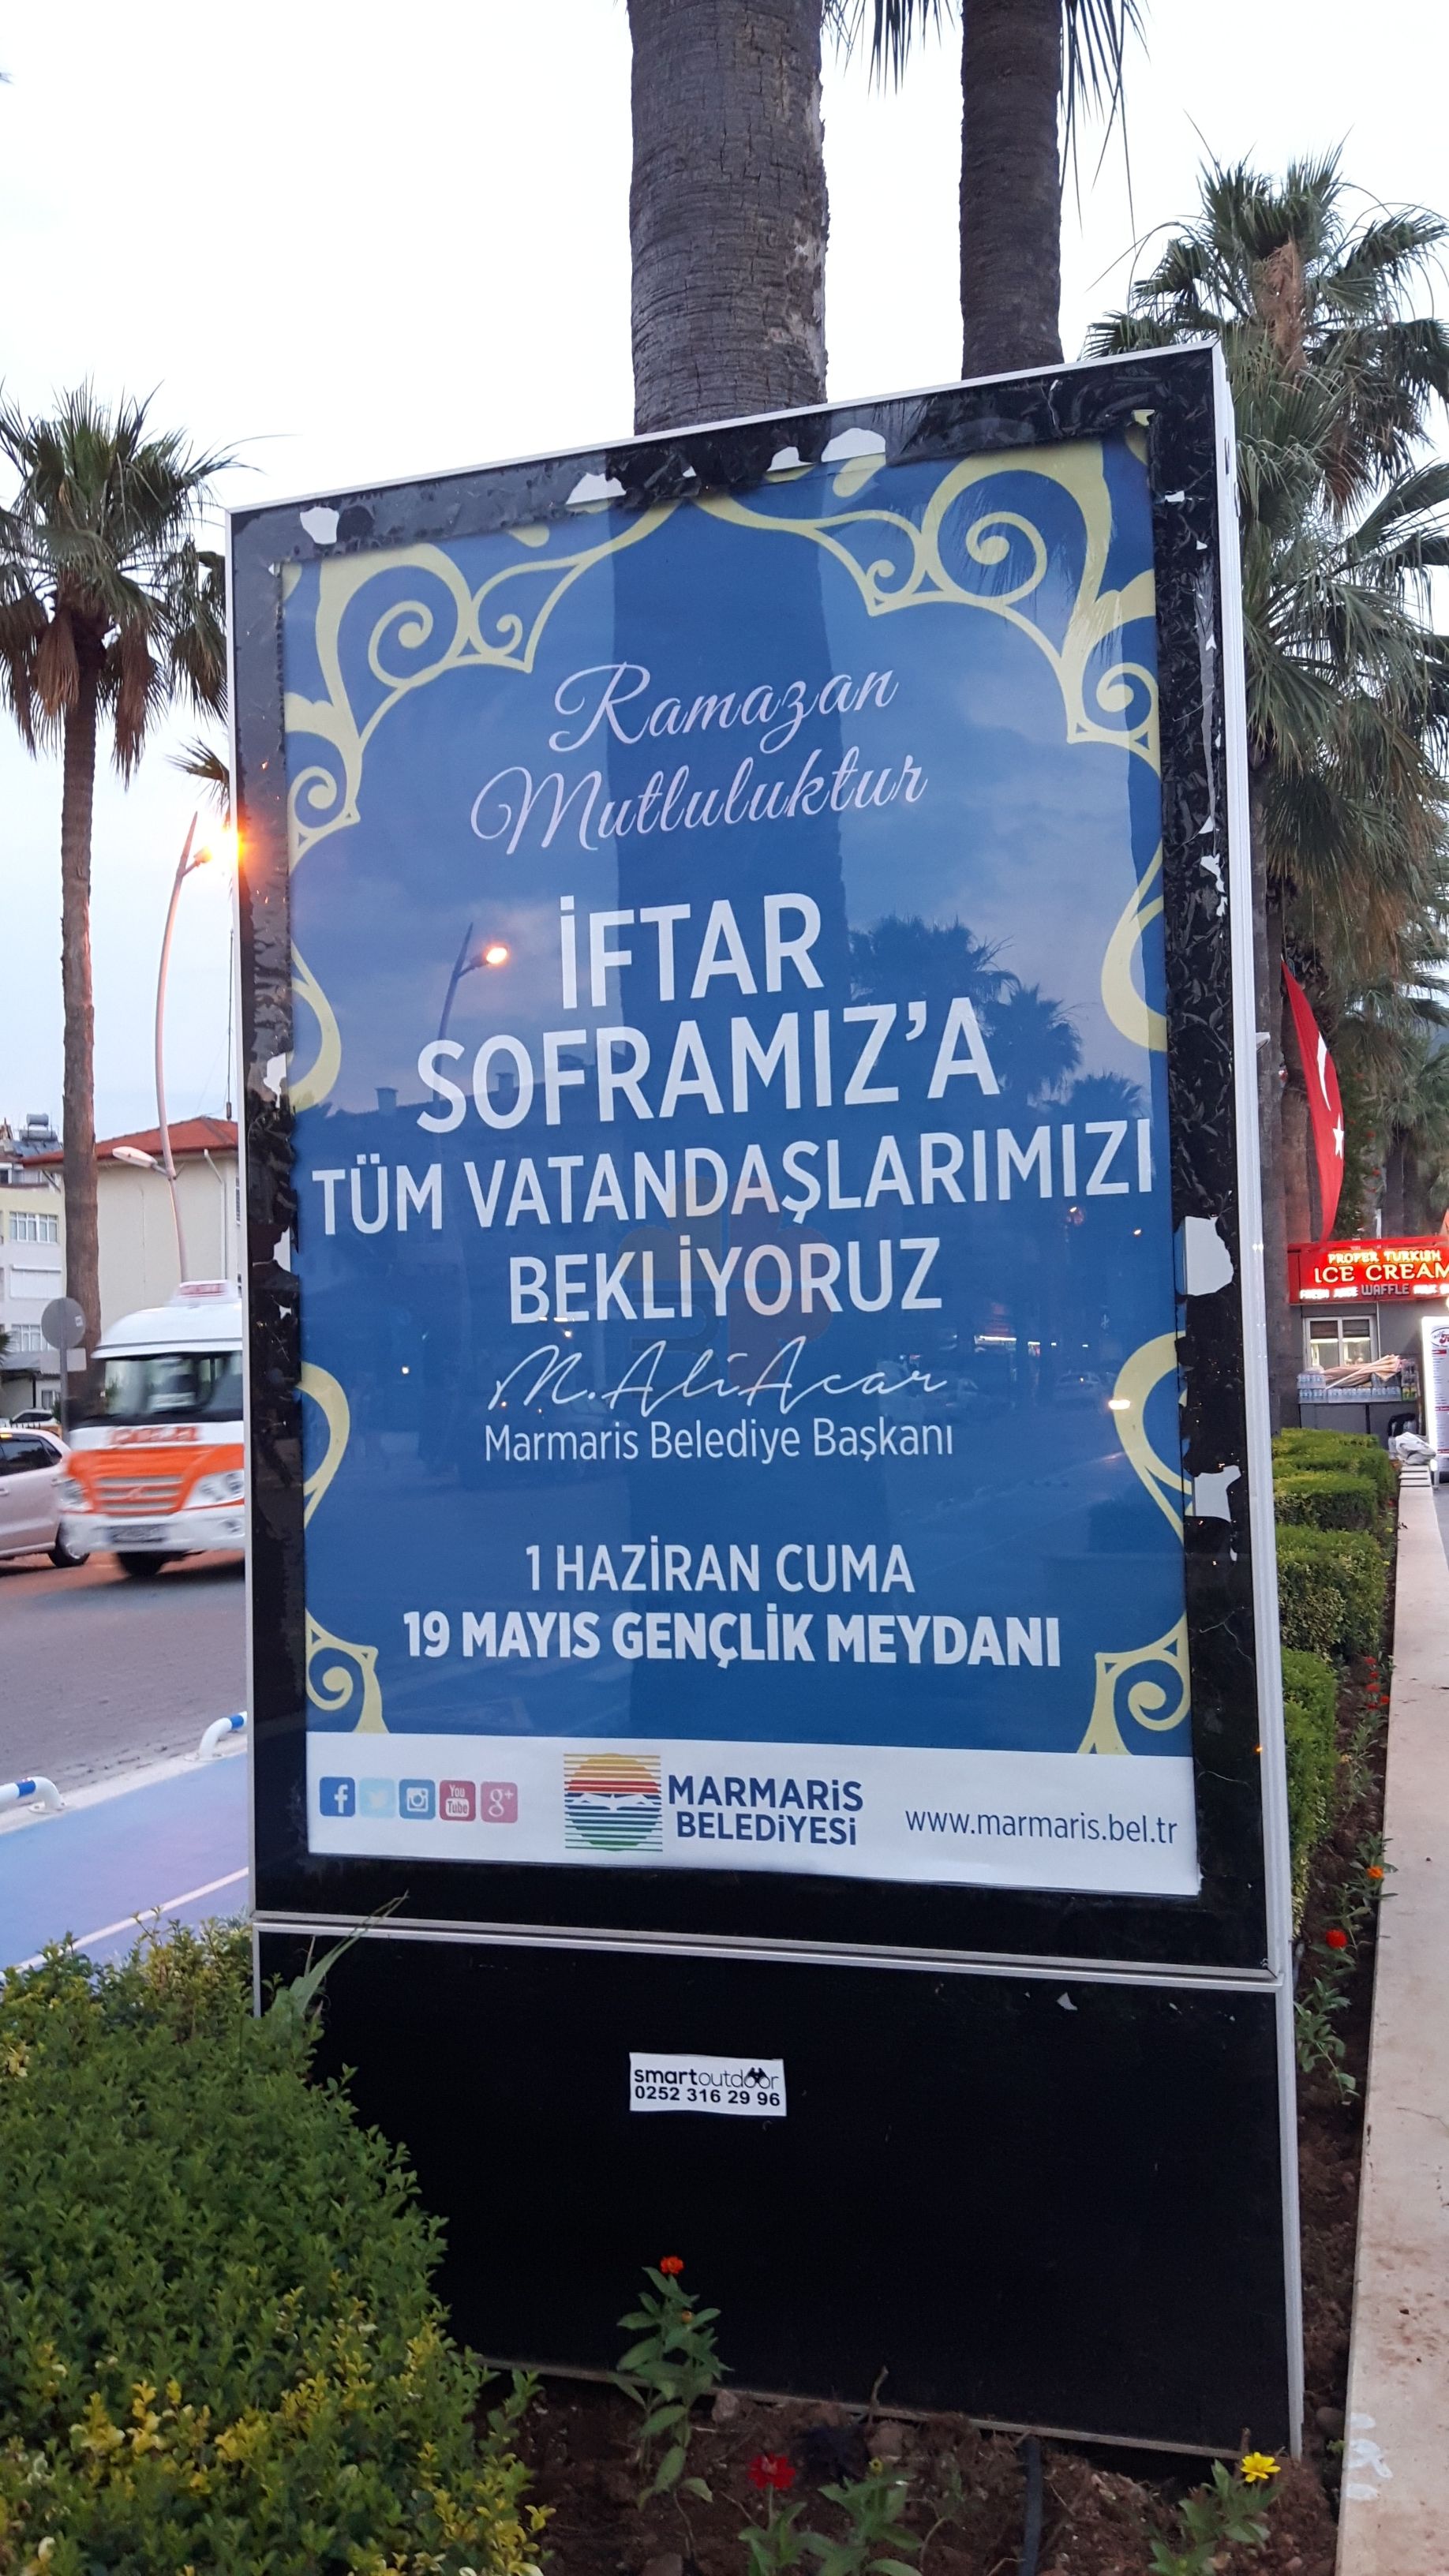 Ramazan
Mutluluktur
İFTAR
SOFRAMIZ'A
TÜM VATANDAŞLARIMIZI
BEKLİYORUZ
M. Ali Acar
Marmaris Belediye Başkanı
1 HAZİRAN CUMA
19 MAYIS GENÇLİK MEYDANI
f You Tube g+
MARMARİS
BELEDİYESİ
www.marmaris.bel.tr
smartoutdoor
0252 316 29 96
PROPER TURKISH
ICE CREAM
WAFFLE